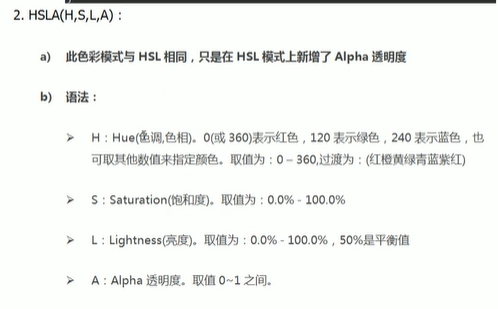 2. HSLA(H,S,L,A)：
a) 此色彩模式与 HSL 相同，只是在 HSL 模式上新增了 Alpha 透明度
b) 语法：
➢ H：Hue(色调,色相)。0(或 360)表示红色，120 表示绿色，240 表示蓝色，也
可取其他数值来指定颜色。取值为：0 – 360,过渡为：(红橙黄绿青蓝紫红)
➢ S：Saturation(饱和度)。取值为：0.0% - 100.0%
➢ L：Lightness(亮度)。取值为：0.0% - 100.0%，50%是平衡值
➢ A：Alpha 透明度。取值 0~1 之间。